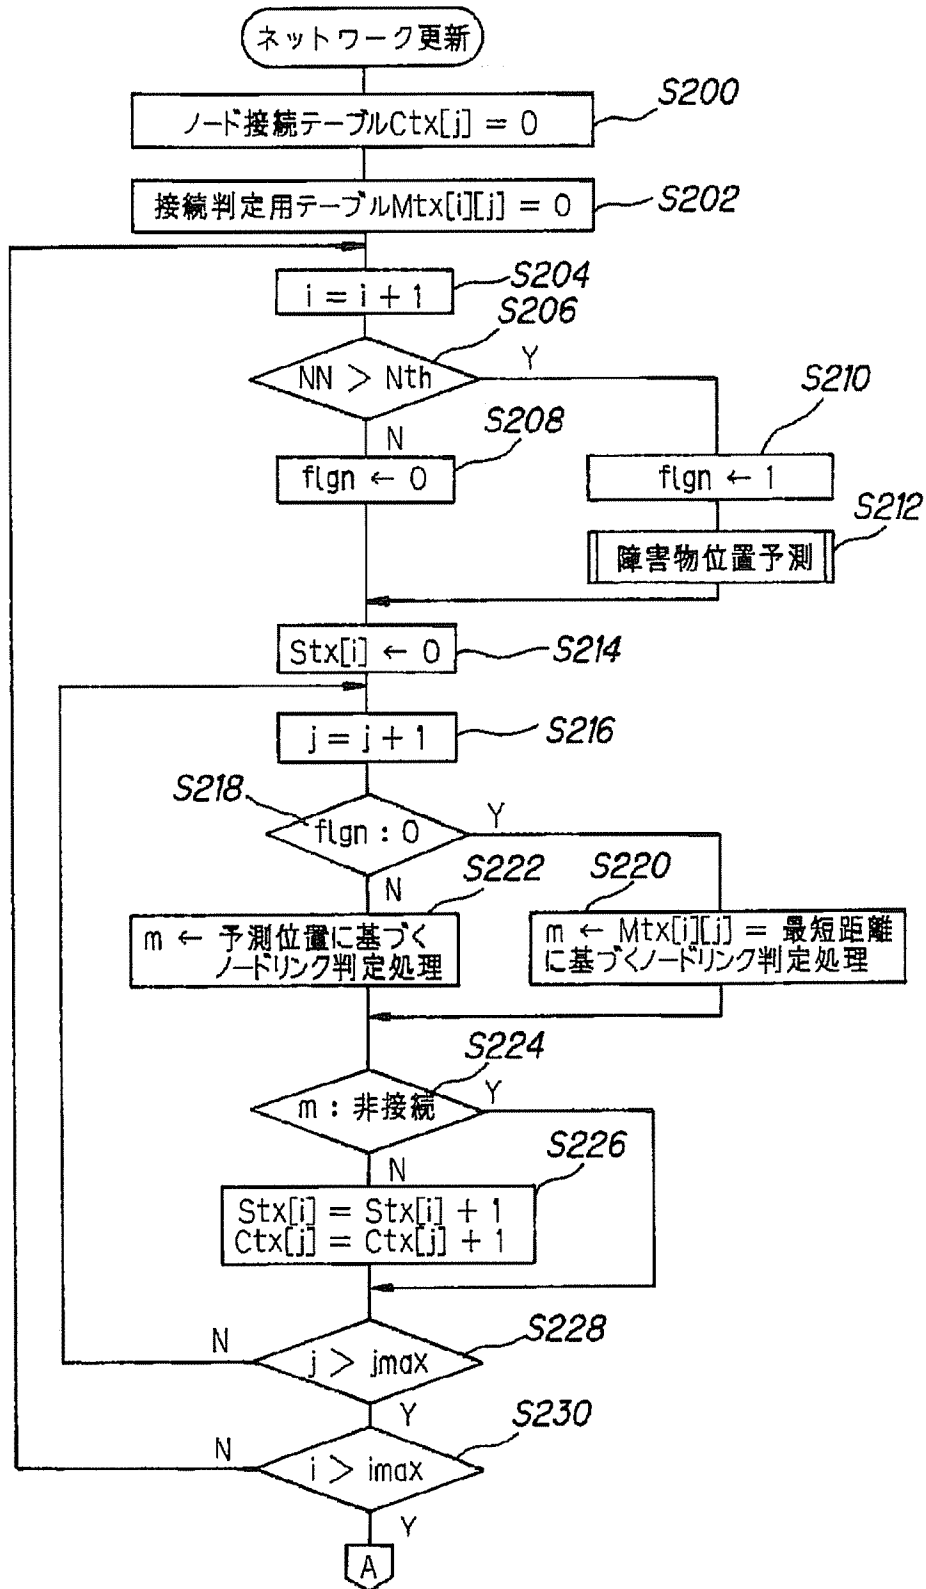 ネットワーク更新
S200
ノード接続テーブルCtx[j] = 0
S202
接続判定用テーブルMtx[i][j] = 0
S204
i = i + 1
S206
NN > Nth
Y
N
S208
flgn ← 0
S210
flgn ← 1
S212
障害物位置予測
Stx[i] ← 0
S214
j = j + 1
S216
S218
flgn : 0
Y
N
S222
m ← 予測位置に基づく
ノードリンク判定処理
S220
m ← Mtx[i][j] = 最短距離
に基づくノードリンク判定処理
S224
m : 非接続
Y
N
S226
Stx[i] = Stx[i] + 1
Ctx[j] = Ctx[j] + 1
S228
j > jmax
N
Y
S230
i > imax
N
Y
A